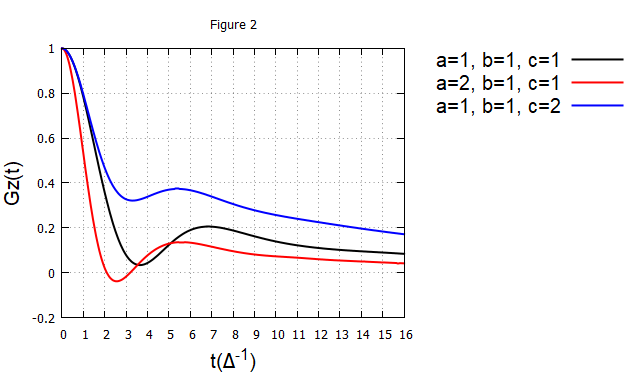 Figure 2
a=1, b=1, c=1
a=2, b=1, c=1
a=1, b=1, c=2
Gz(t)
1
0.8
0.6
0.4
0.2
0
-0.2
0 1 2 3 4 5 6 7 8 9 10 11 12 13 14 15 16
t(Δ⁻¹)